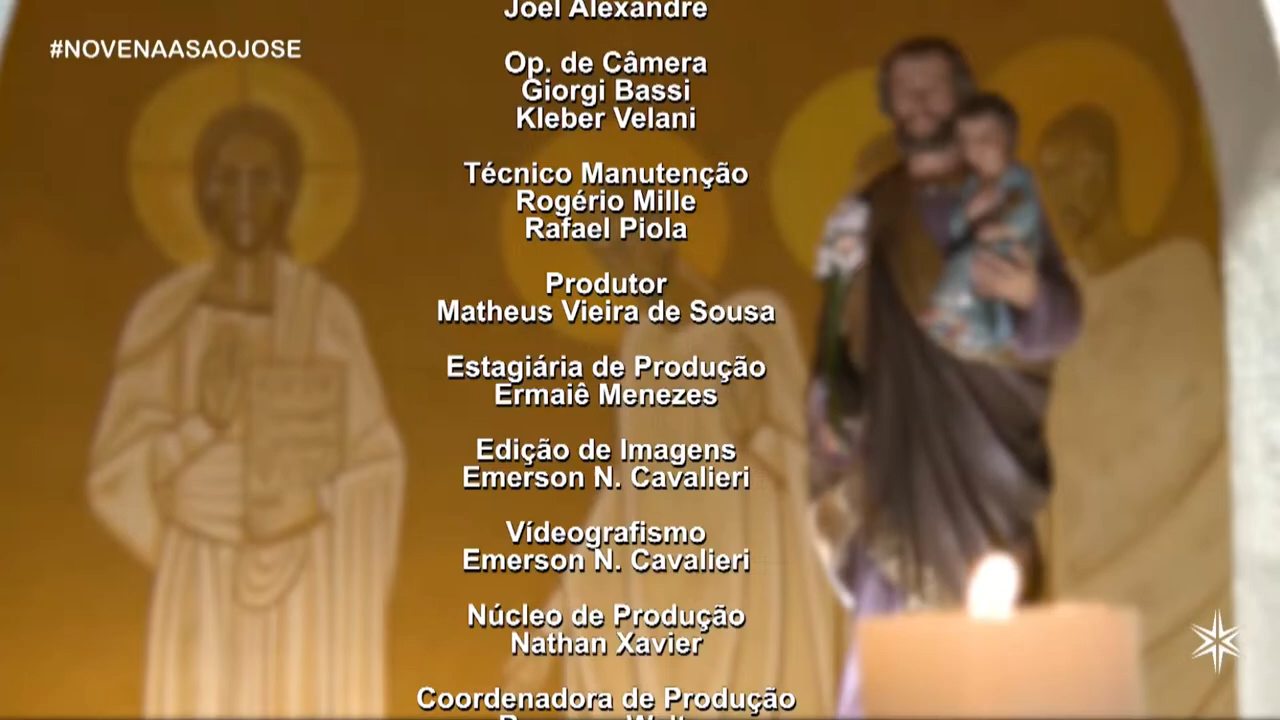 Joel Alexandre
#NOVENAASAOJOSE
Op. de Câmera
Giorgi Bassi
Kleber Velani
Técnico Manutenção
Rogério Mille
Rafael Piola
Produtor
Matheus Vieira de Sousa
Estagiária de Produção
Ermaiê Menezes
Edição de Imagens
Emerson N. Cavalieri
Vídeografismo
Emerson N. Cavalieri
Núcleo de Produção
Nathan Xavier
Coordenadora de Produção